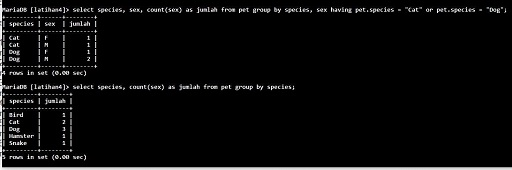 MariaDB [latihan4]> select species, sex, count(sex) as jumlah from pet group by species, sex having pet.species = "Cat" or pet.species = "Dog";
+---------+------+--------+
| species | sex | jumlah |
+---------+------+--------+
| Cat | F | 1 |
| Cat | M | 1 |
| Dog | F | 1 |
| Dog | M | 2 |
+---------+------+--------+
4 rows in set (0.00 sec)
MariaDB [latihan4]> select species, count(sex) as jumlah from pet group by species;
+---------+--------+
| species | jumlah |
+---------+--------+
| Bird | 1 |
| Cat | 2 |
| Dog | 3 |
| Hamster | 1 |
| Snake | 1 |
+---------+--------+
5 rows in set (0.00 sec)